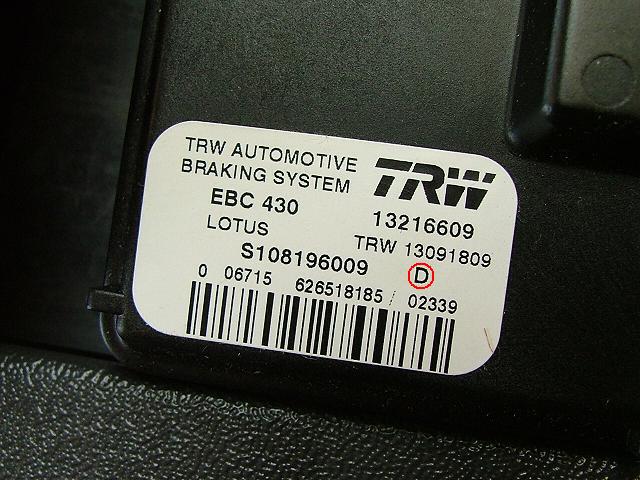 TRW AUTOMOTIVE
BRAKING SYSTEM
TRW
EBC 430
13216609
LOTUS
TRW 13091809
S108196009
D
0 06715 626518185 / 02339